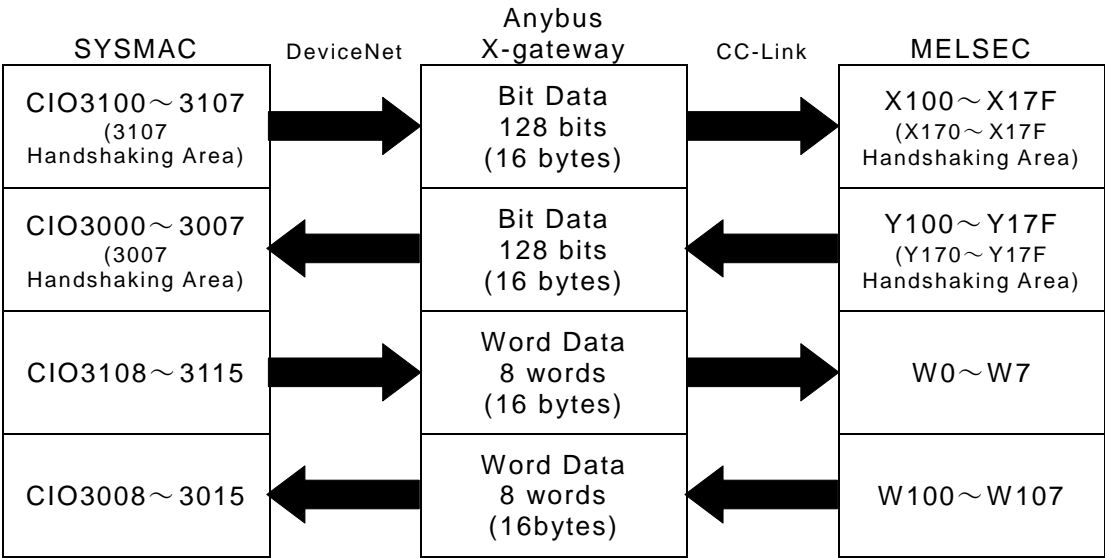 SYSMAC
DeviceNet
Anybus
X-gateway
CC-Link
MELSEC
CIO3100～3107
(3107
Handshaking Area)
Bit Data
128 bits
(16 bytes)
X100～X17F
(X170～X17F
Handshaking Area)
CIO3000～3007
(3007
Handshaking Area)
Bit Data
128 bits
(16 bytes)
Y100～Y17F
(Y170～Y17F
Handshaking Area)
CIO3108～3115
Word Data
8 words
(16 bytes)
W0～W7
CIO3008～3015
Word Data
8 words
(16bytes)
W100～W107